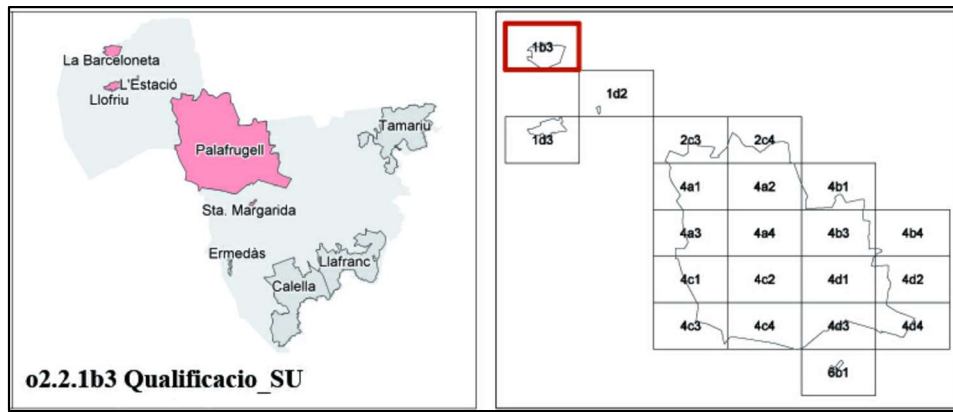 La Barceloneta
L'Estació
Llofriu
Tamariu
Palafrugell
Sta. Margarida
Ermedàs
Llafranc
Calella
o2.2.1b3 Qualificacio_SU
1b3
1d2
1d3 2c3 2c4
4a1 4a2 4b1
4a3 4a4 4b3 4b4
4c1 4c2 4d1 4d2
4c3 4c4 4d3 4d4
6b1